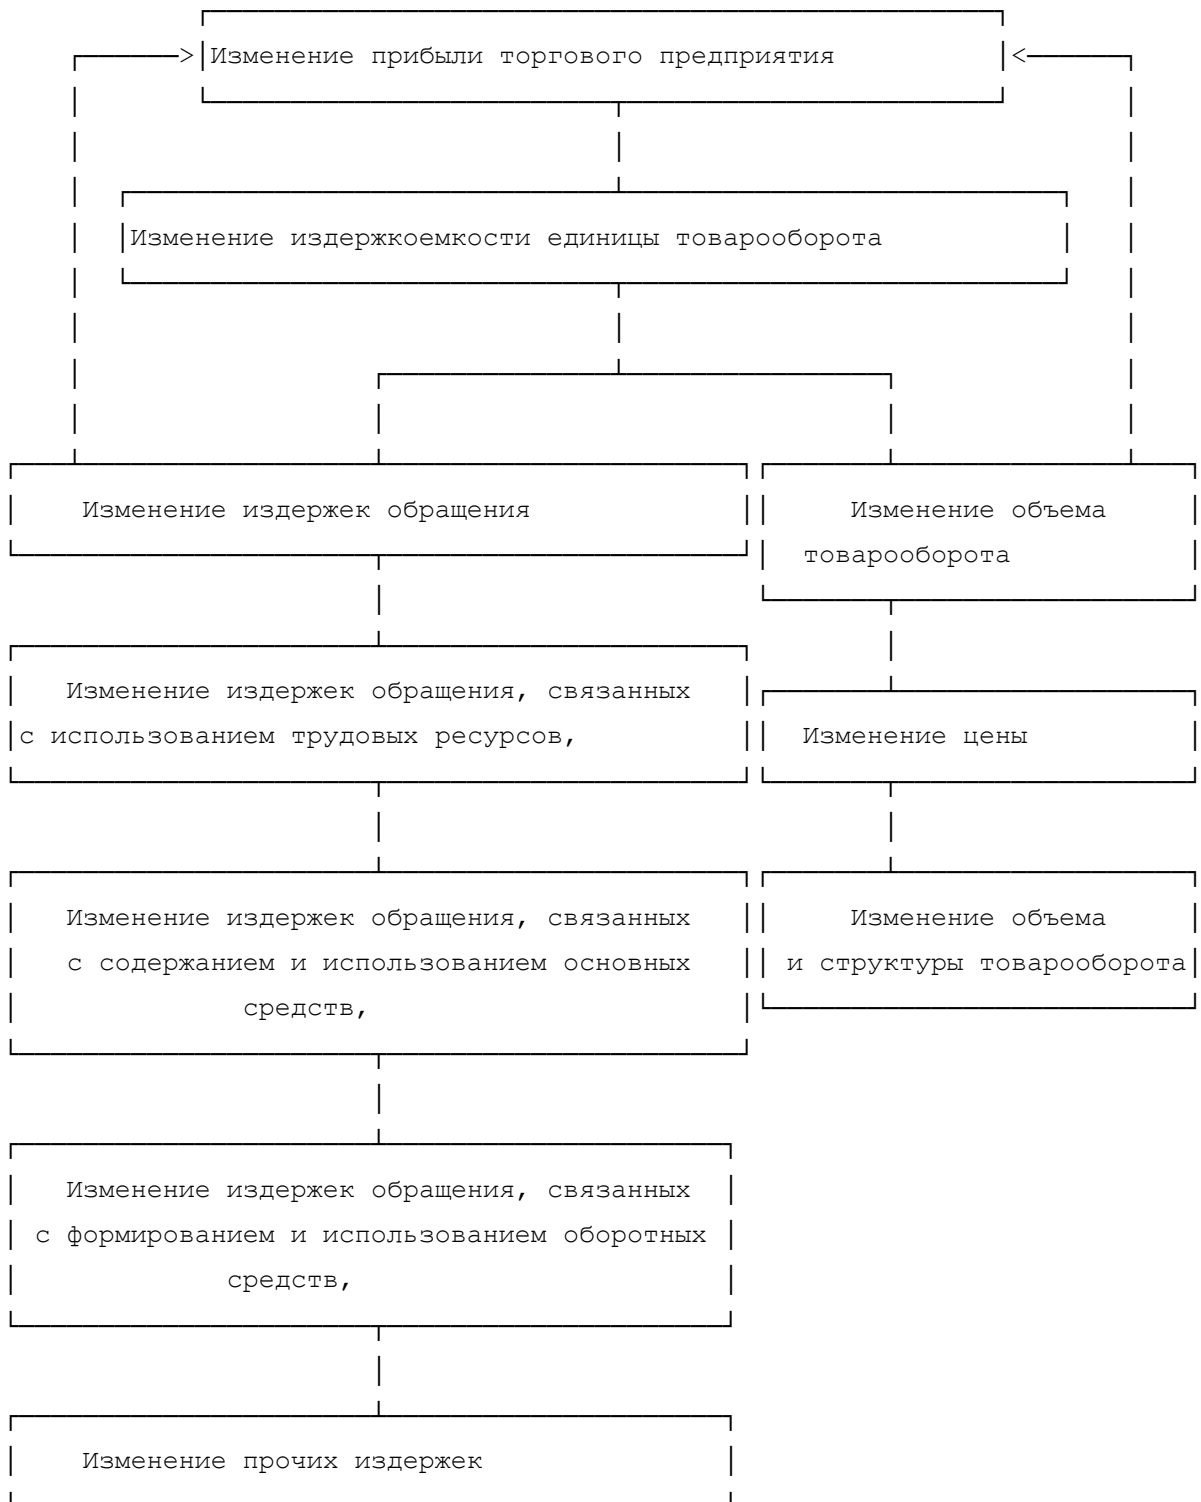 Изменение прибыли торгового предприятия
Изменение издержкоемкости единицы товарооборота
Изменение издержек обращения
Изменение объема
товарооборота
Изменение издержек обращения, связанных
с использованием трудовых ресурсов,
Изменение цены
Изменение издержек обращения, связанных
с содержанием и использованием основных
средств,
Изменение объема
и структуры товарооборота
Изменение издержек обращения, связанных
с формированием и использованием оборотных
средств,
Изменение прочих издержек